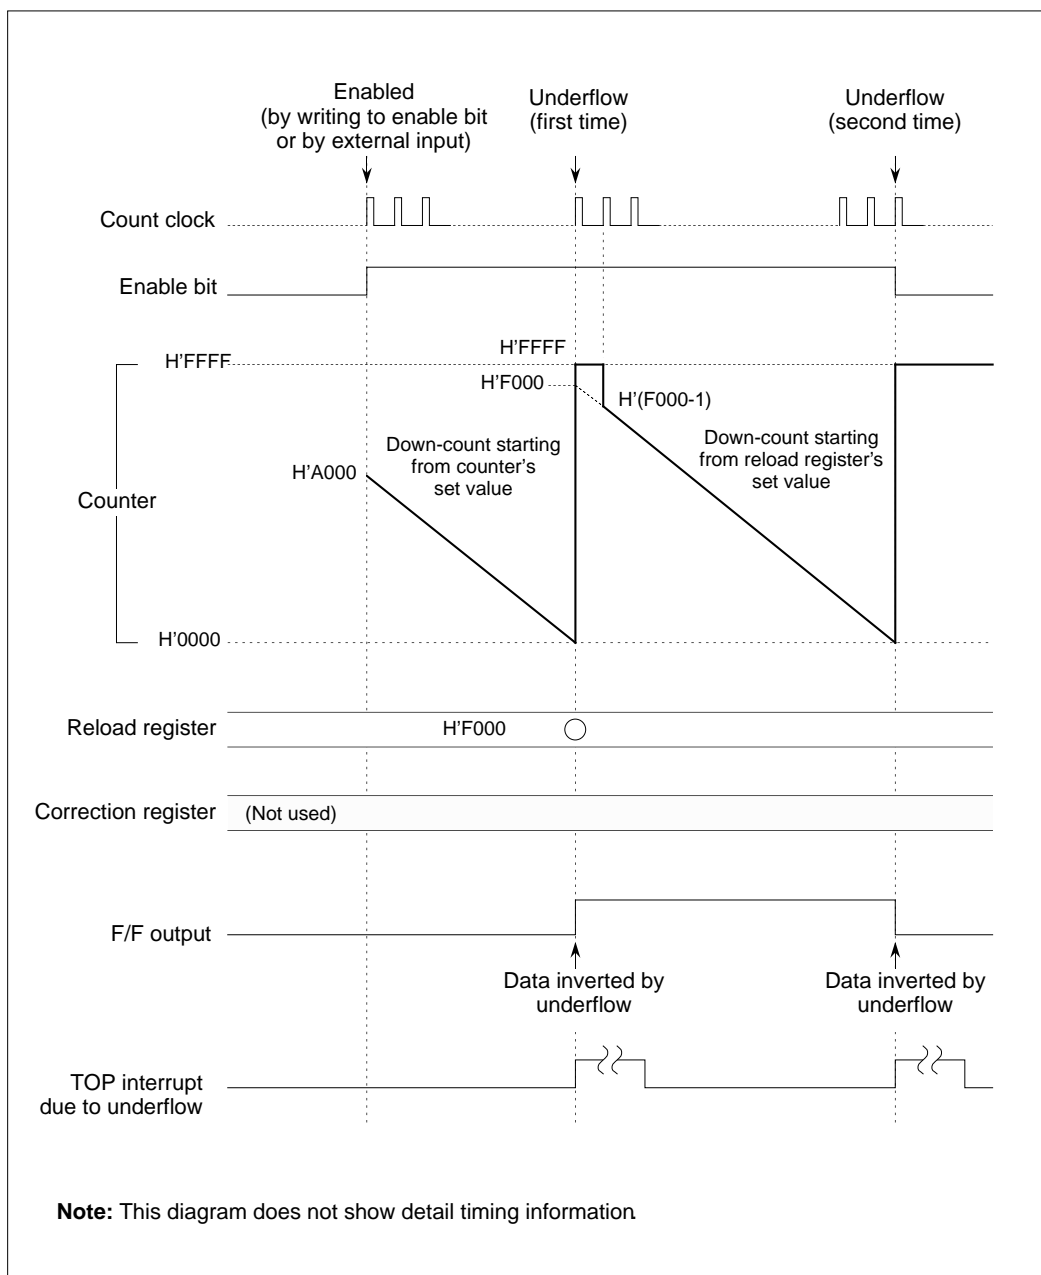 Enabled
(by writing to enable bit
or by external input)
Underflow
(first time)
Underflow
(second time)
Count clock
Enable bit
H'FFFF
H'FFFF
H'F000
H'(F000-1)
Down-count starting
from counter's
set value
Down-count starting
from reload register's
set value
H'A000
Counter
H'0000
Reload register
H'F000
Correction register
(Not used)
F/F output
Data inverted by
underflow
Data inverted by
underflow
TOP interrupt
due to underflow
Note: This diagram does not show detail timing information.